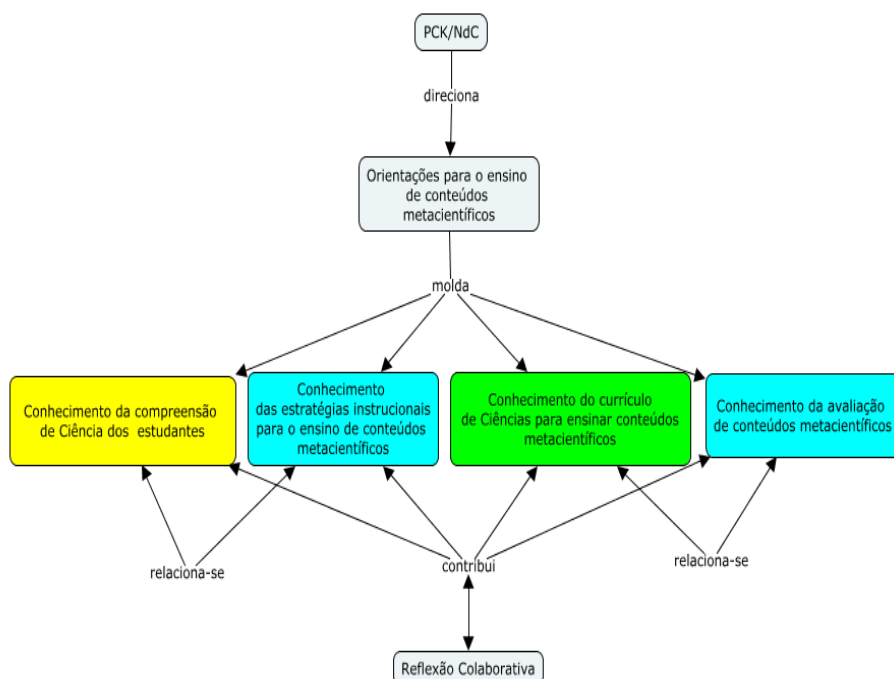 PCK/NdC
direciona
Orientações para o ensino
de conteúdos
metacientíficos
molda
Conhecimento da compreensão
de Ciência dos estudantes
Conhecimento
das estratégias instrucionais
para o ensino de conteúdos
metacientíficos
Conhecimento do currículo
de Ciências para ensinar conteúdos
metacientíficos
Conhecimento da avaliação
de conteúdos metacientíficos
relaciona-se
contribui
relaciona-se
Reflexão Colaborativa